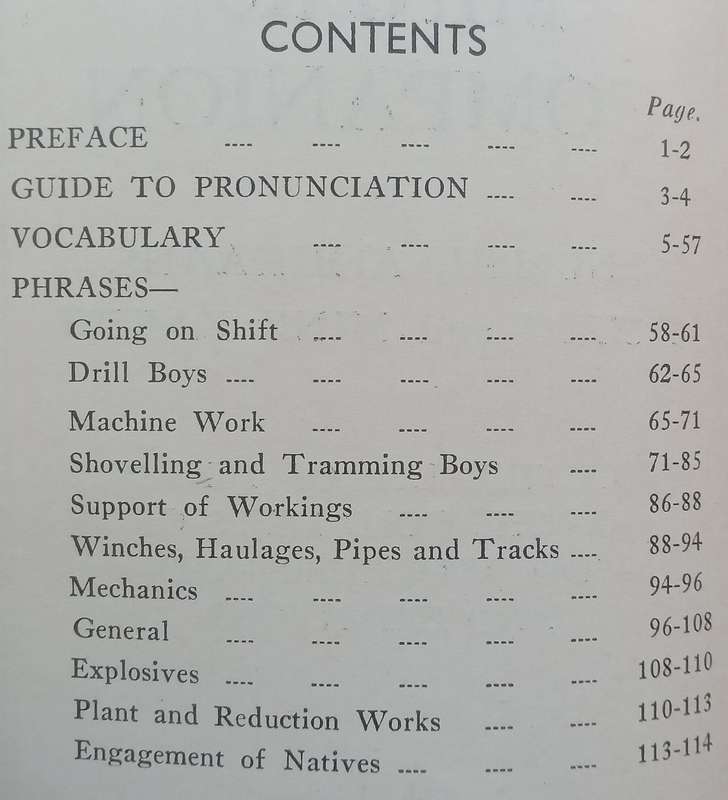 CONTENTS
Page.
PREFACE .... .... .... .... .... 1-2
GUIDE TO PRONUNCIATION .... .... 3-4
VOCABULARY .... .... .... .... 5-57
PHRASES—
Going on Shift .... .... .... .... 58-61
Drill Boys .... .... .... .... .... 62-65
Machine Work .... .... .... .... 65-71
Shovelling and Tramming Boys .... 71-85
Support of Workings .... .... .... 86-88
Winches, Haulages, Pipes and Tracks .... 88-94
Mechanics .... .... .... .... .... 94-96
General .... .... .... .... .... 96-108
Explosives .... .... .... .... .... 108-110
Plant and Reduction Works .... .... 110-113
Engagement of Natives .... .... .... 113-114